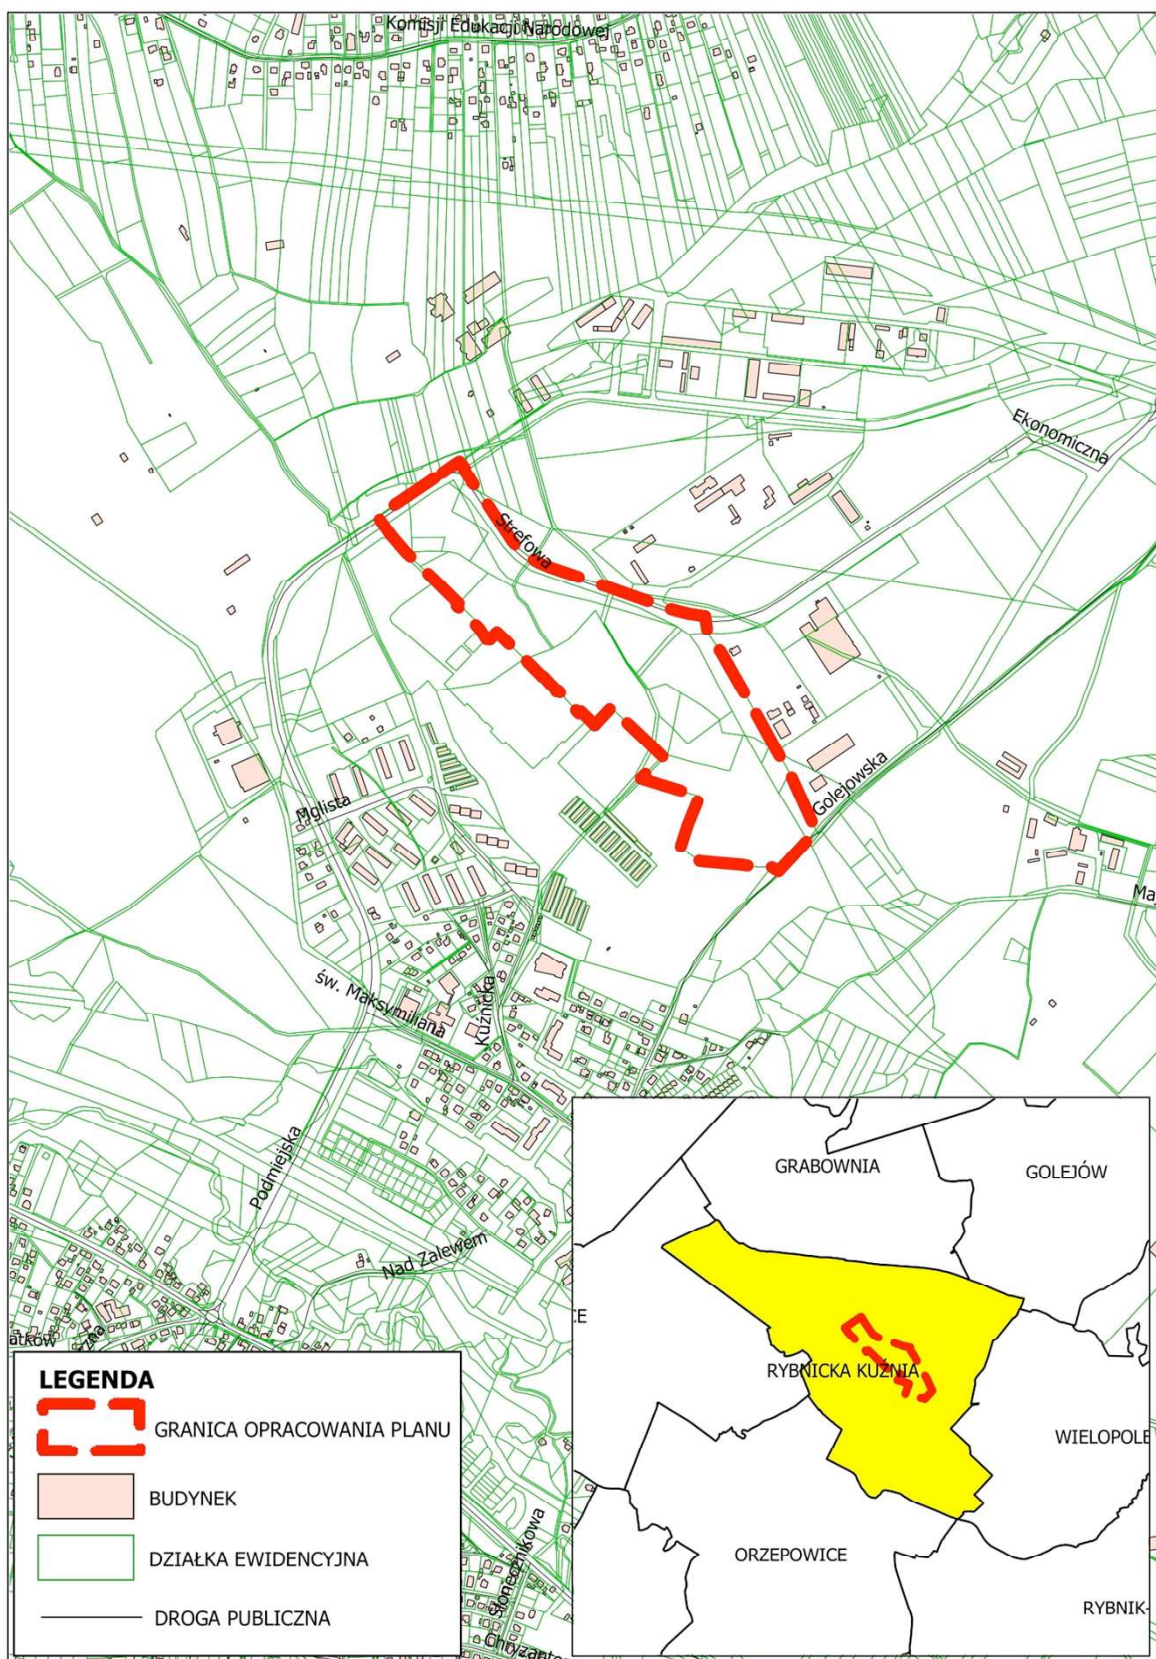 Komisji Edukacji Narodowej
Ekonomiczna
Strefowa
Golejowska
Mglista
św. Maksymiliana
Kuźnicka
Podmiejska
Nad Zalewem
Słonecznikowa
LEGENDA
GRANICA OPRACOWANIA PLANU
BUDYNEK
DZIAŁKA EWIDENCYJNA
DROGA PUBLICZNA
GRABOWNIA
GOLEJÓW
RYBNICKA KUŹNIA
WIELOPOLE
ORZEPOWICE
RYBNIK-